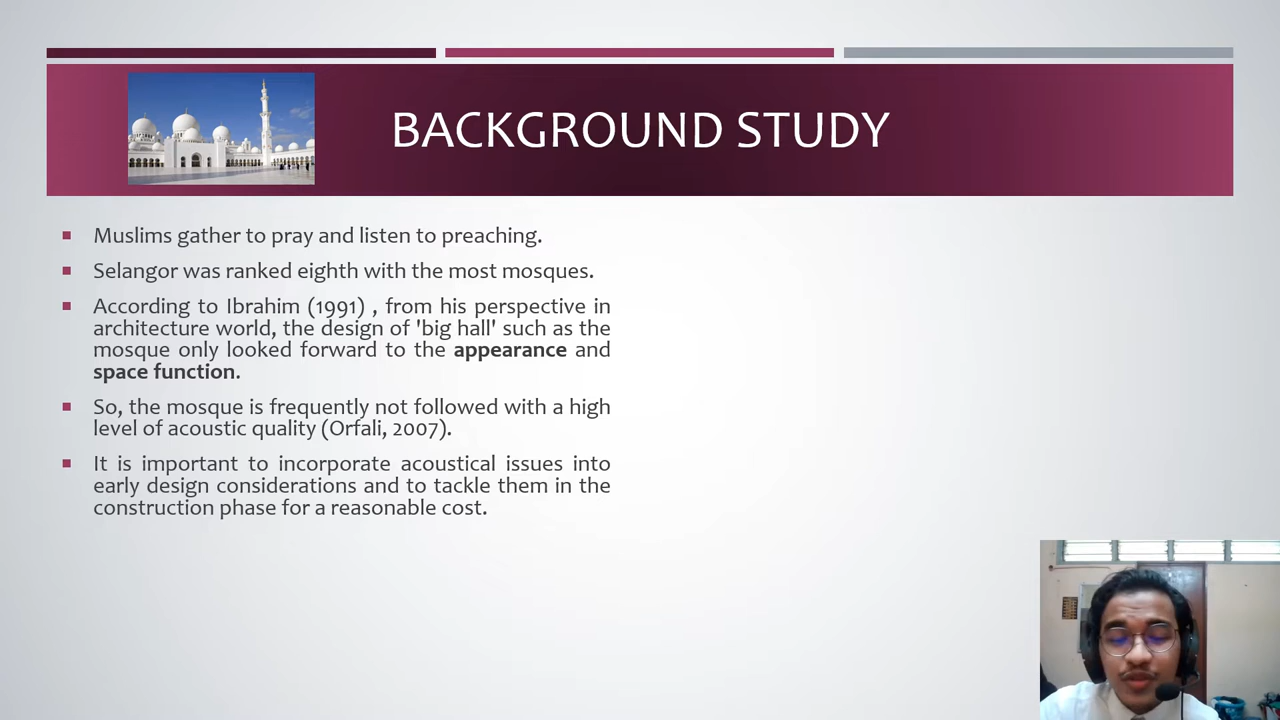 BACKGROUND STUDY
Muslims gather to pray and listen to preaching.
Selangor was ranked eighth with the most mosques.
According to Ibrahim (1991) , from his perspective in
architecture world, the design of 'big hall' such as the
mosque only looked forward to the appearance and
space function.
So, the mosque is frequently not followed with a high
level of acoustic quality (Orfali, 2007).
It is important to incorporate acoustical issues into
early design considerations and to tackle them in the
construction phase for a reasonable cost.